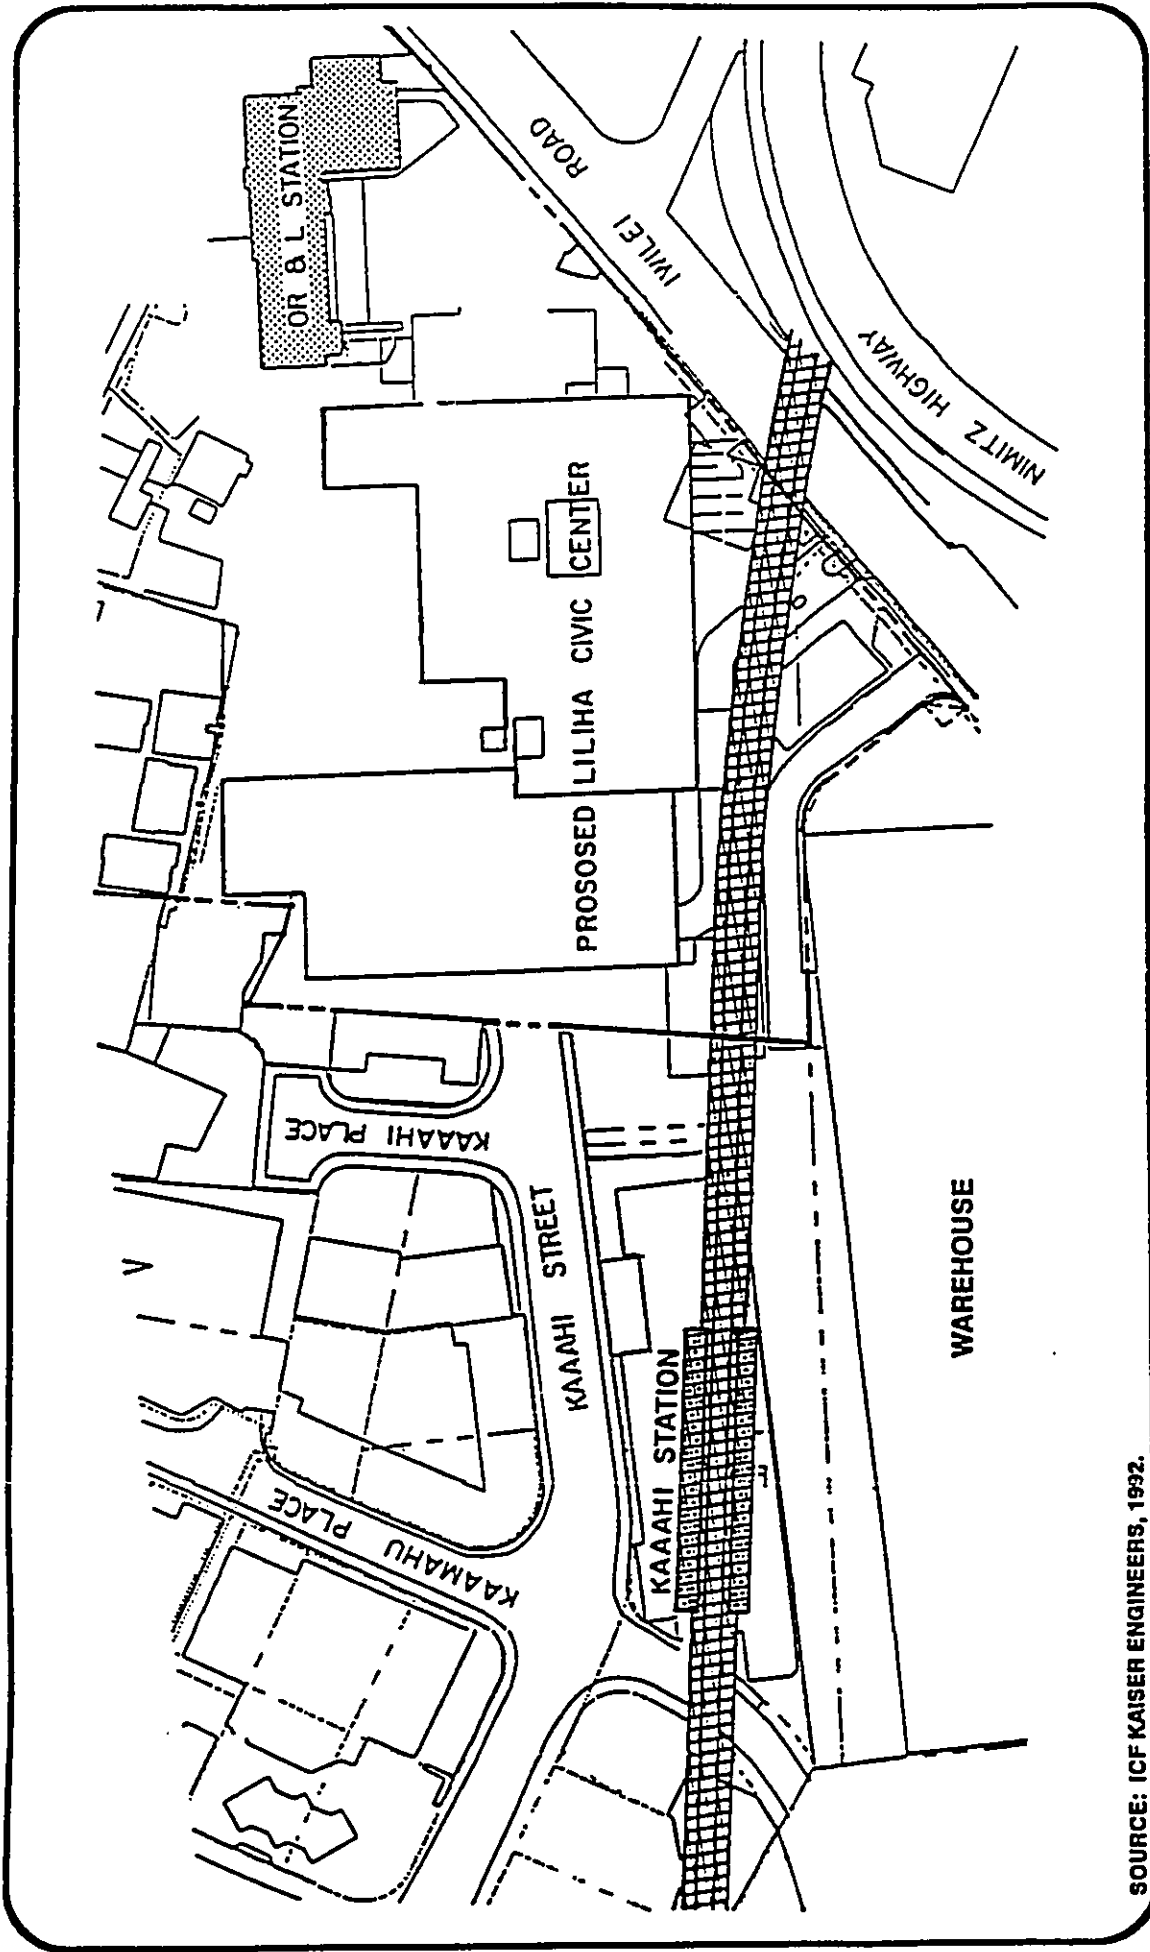 OR & L STATION
IWILEI ROAD
NIMITZ HIGHWAY
PROSOSED LILIHA CIVIC CENTER
KAAAHI PLACE
KAAAHI STREET
KAAMAHU PLACE
KAAAHI STATION
WAREHOUSE
SOURCE: ICF KAISER ENGINEERS, 1992.